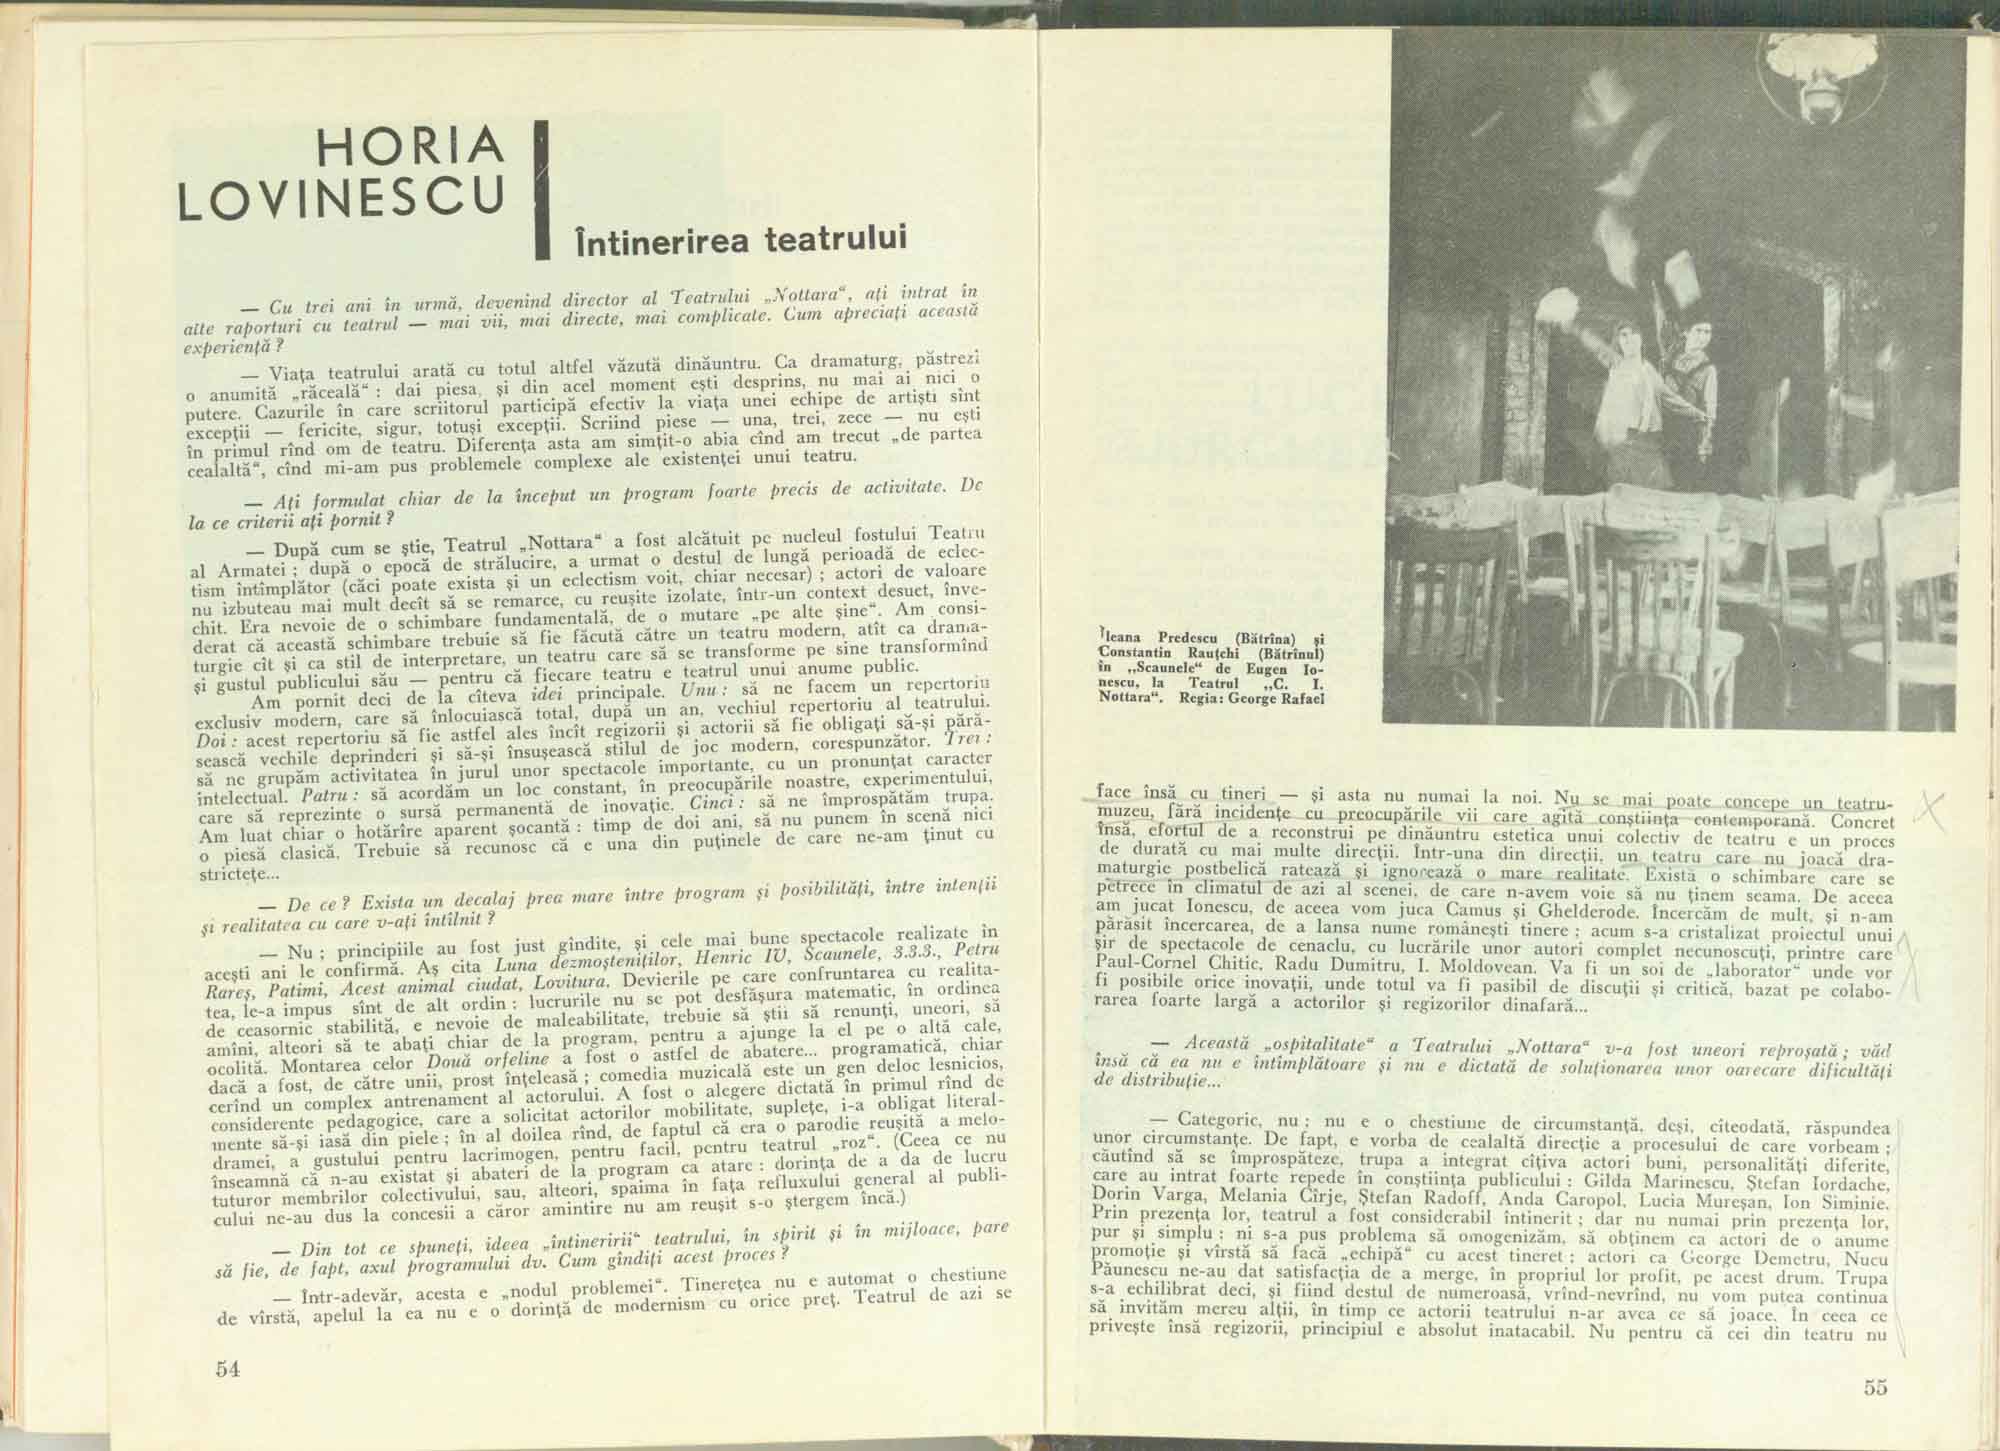 HORIA
LOVINESCU
Întinerirea teatrului
— Cu trei ani în urmă, devenind director al Teatrului „Nottara“, ați intrat în
alte raporturi cu teatrul — mai vii, mai directe, mai complicate. Cum apreciați această
experiență ?
— Viața teatrului arată cu totul altfel văzută dinăuntru. Ca dramaturg, păstrezi
o anumită „răceală“ : dai piesa, și din acel moment ești desprins, nu mai ai nici o
putere. Cazurile în care scriitorul participă efectiv la viața unei echipe de artiști sînt
excepții — fericite, sigur, totuși excepții. Scriind piese — una, trei, zece — nu ești
în primul rînd om de teatru. Diferența asta am simțit-o abia cînd am trecut „de partea
cealaltă“, cînd mi-am pus problemele complexe ale existenței unui teatru.
— Ați formulat chiar de la început un program foarte precis de activitate. De
la ce criterii ați pornit ?
— După cum se știe, Teatrul „Nottara“ a fost alcătuit pe nucleul fostului Teatru
al Armatei ; după o epocă de strălucire, a urmat o destul de lungă perioadă de eclec-
tism întîmplător (căci poate exista și un eclectism voit, chiar necesar) ; actori de valoare
nu izbuteau mai mult decît să se remarce, cu reușite izolate, într-un context desuet, înve-
chit. Era nevoie de o schimbare fundamentală, de o mutare „pe alte șine“. Am consi-
derat că această schimbare trebuie să fie făcută către un teatru modern, atît ca drama-
turgie cît și ca stil de interpretare, un teatru care să se transforme pe sine transformînd
și gustul publicului său — pentru că fiecare teatru e teatrul unui anume public.
Am pornit deci de la cîteva idei principale. Unu : să ne facem un repertoriu
exclusiv modern, care să înlocuiască total, după un an, vechiul repertoriu al teatrului.
Doi : acest repertoriu să fie astfel ales încît regizorii și actorii să fie obligați să-și pără-
sească vechile deprinderi și să-și însușească stilul de joc modern, corespunzător. Trei :
să ne grupăm activitatea în jurul unor spectacole importante, cu un pronunțat caracter
intelectual. Patru : să acordăm un loc constant, în preocupările noastre, experimentului,
care să reprezinte o sursă permanentă de inovație. Cinci : să ne împrospătăm trupa.
Am luat chiar o hotărîre aparent șocantă : timp de doi ani, să nu punem în scenă nici
o piesă clasică. Trebuie să recunosc că e una din puținele de care ne-am ținut cu
strictețe...
— De ce ? Exista un decalaj prea mare între program și posibilități, între intenții
și realitatea cu care v-ați întîlnit ?
— Nu ; principiile au fost just gîndite, și cele mai bune spectacole realizate în
acești ani le confirmă. Aș cita Luna dezmoșteniților, Henric IV, Scaunele, 3.3.3., Petru
Rareș, Patimi, Acest animal ciudat, Lovitura. Devierile pe care confruntarea cu realita-
tea, le-a impus sînt de alt ordin : lucrurile nu se pot desfășura matematic, în ordinea
de ceasornic stabilită, e nevoie de maleabilitate, trebuie să știi să renunți, uneori, să
amîni, alteori să te abați chiar de la program, pentru a ajunge la el pe o altă cale,
ocolită. Montarea celor Două orfeline a fost o astfel de abatere... programatică, chiar
dacă a fost, de către unii, prost înțeleasă ; comedia muzicală este un gen deloc lesnicios,
cerînd un complex antrenament al actorului. A fost o alegere dictată în primul rînd de
considerente pedagogice, care a solicitat actorilor mobilitate, suplețe, i-a obligat literal-
mente să-și iasă din piele ; în al doilea rînd, de faptul că era o parodie reușită a melo-
dramei, a gustului pentru lacrimogen, pentru facil, pentru teatrul „roz“. (Ceea ce nu
înseamnă că n-au existat și abateri de la program ca atare : dorința de a da de lucru
tuturor membrilor colectivului, sau, alteori, spaima în fața refluxului general al publi-
cului ne-au dus la concesii a căror amintire nu am reușit s-o ștergem încă.)
— Din tot ce spuneți, ideea „întineririi“ teatrului, în spirit și în mijloace, pare
să fie, de fapt, axul programului dv. Cum gîndiți acest proces ?
— Într-adevăr, acesta e „nodul problemei“. Tinerețea nu e automat o chestiune
de vîrstă, apelul la ea nu e o dorință de modernism cu orice preț. Teatrul de azi se
54
Ileana Predescu (Bătrîna) și
Constantin Rauțchi (Bătrînul)
în „Scaunele“ de Eugen Io-
nescu, la Teatrul „C. I.
Nottara“. Regia: George Rafael
face însă cu tineri — și asta nu numai la noi. Nu se mai poate concepe un teatru-
muzeu, fără incidențe cu preocupările vii care agită conștiința contemporană. Concret
însă, efortul de a reconstrui pe dinăuntru estetica unui colectiv de teatru e un proces
de durată cu mai multe direcții. Într-una din direcții, un teatru care nu joacă dra-
maturgie postbelică ratează și ignorează o mare realitate. Există o schimbare care se
petrece în climatul de azi al scenei, de care n-avem voie să nu ținem seama. De aceea
am jucat Ionescu, de aceea vom juca Camus și Ghelderode. Încercăm de mult, și n-am
părăsit încercarea, de a lansa nume românești tinere ; acum s-a cristalizat proiectul unui
șir de spectacole de cenaclu, cu lucrările unor autori complet necunoscuți, printre care
Paul-Cornel Chitic, Radu Dumitru, I. Moldovean. Va fi un soi de „laborator“ unde vor
fi posibile orice inovații, unde totul va fi pasibil de discuții și critică, bazat pe colabo-
rarea foarte largă a actorilor și regizorilor dinafară...
— Această „ospitalitate“ a Teatrului „Nottara“ v-a fost uneori reproșată ; văd
însă că ea nu e întîmplătoare și nu e dictată de soluționarea unor oarecare dificultăți
de distribuție...
— Categoric, nu ; nu e o chestiune de circumstanță, deși, cîteodată, răspundea
unor circumstanțe. De fapt, e vorba de cealaltă direcție a procesului de care vorbeam ;
căutînd să se împrospăteze, trupa a integrat cîțiva actori buni, personalități diferite,
care au intrat foarte repede în conștiința publicului : Gilda Marinescu, Ștefan Iordache,
Dorin Varga, Melania Cîrje, Ștefan Radoff, Anda Caropol, Lucia Mureșan, Ion Siminie.
Prin prezența lor, teatrul a fost considerabil întinerit ; dar nu numai prin prezența lor,
pur și simplu ; ni s-a pus problema să omogenizăm, să obținem ca actori de o anume
promoție și vîrstă să facă „echipă“ cu acest tineret ; actori ca George Demetru, Nucu
Păunescu ne-au dat satisfacția de a merge, în propriul lor profit, pe acest drum. Trupa
s-a echilibrat deci, și fiind destul de numeroasă, vrînd-nevrînd, nu vom putea continua
să invităm mereu alții, în timp ce actorii teatrului n-ar avea ce să joace. În ceea ce
privește însă regizorii, principiul e absolut inatacabil. Nu pentru că cei din teatru nu
55